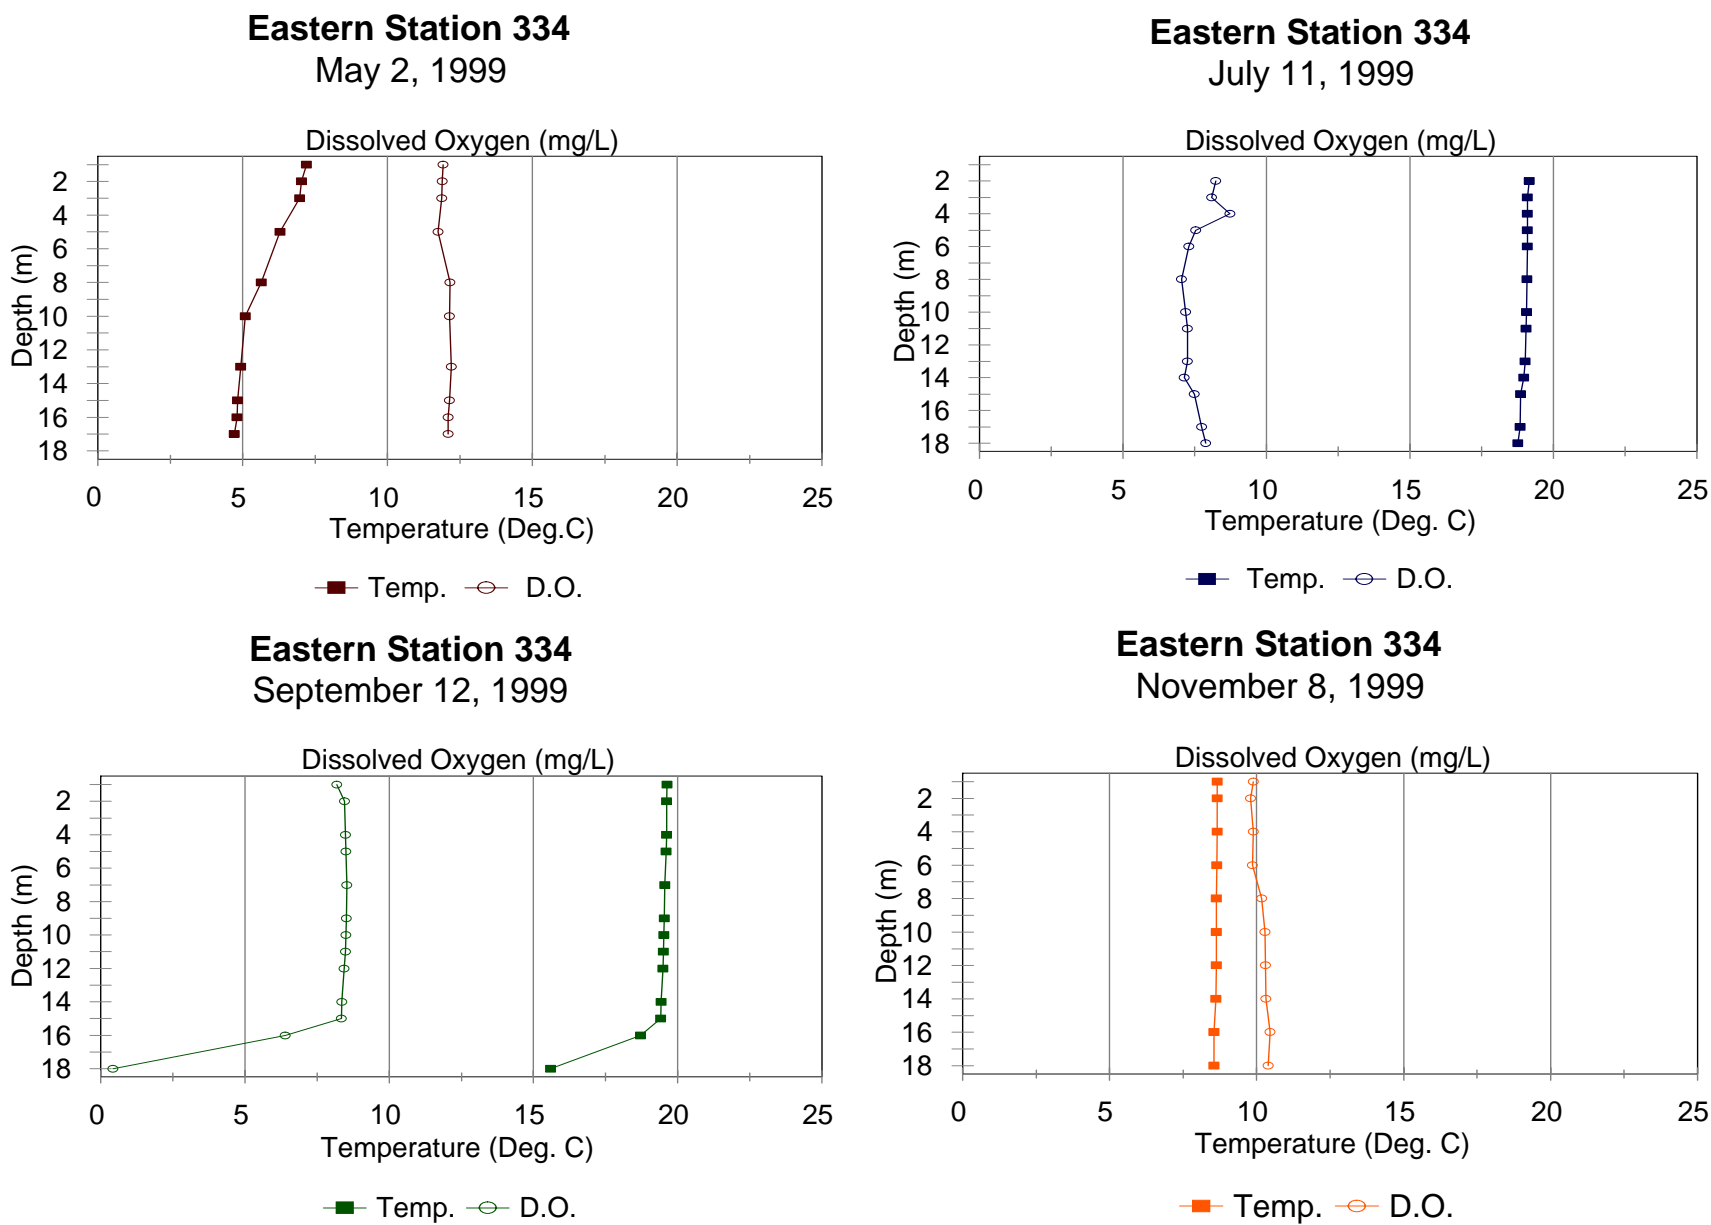 Eastern Station 334
May 2, 1999
Dissolved Oxygen (mg/L)
2
4
6
8
10
12
14
16
18
Depth (m)
0 5 10 15 20 25
Temperature (Deg.C)
Temp. D.O.
Eastern Station 334
July 11, 1999
Dissolved Oxygen (mg/L)
2
4
6
8
10
12
14
16
18
Depth (m)
0 5 10 15 20 25
Temperature (Deg. C)
Temp. D.O.
Eastern Station 334
September 12, 1999
Dissolved Oxygen (mg/L)
2
4
6
8
10
12
14
16
18
Depth (m)
0 5 10 15 20 25
Temperature (Deg. C)
Temp. D.O.
Eastern Station 334
November 8, 1999
Dissolved Oxygen (mg/L)
2
4
6
8
10
12
14
16
18
Depth (m)
0 5 10 15 20 25
Temperature (Deg. C)
Temp. D.O.